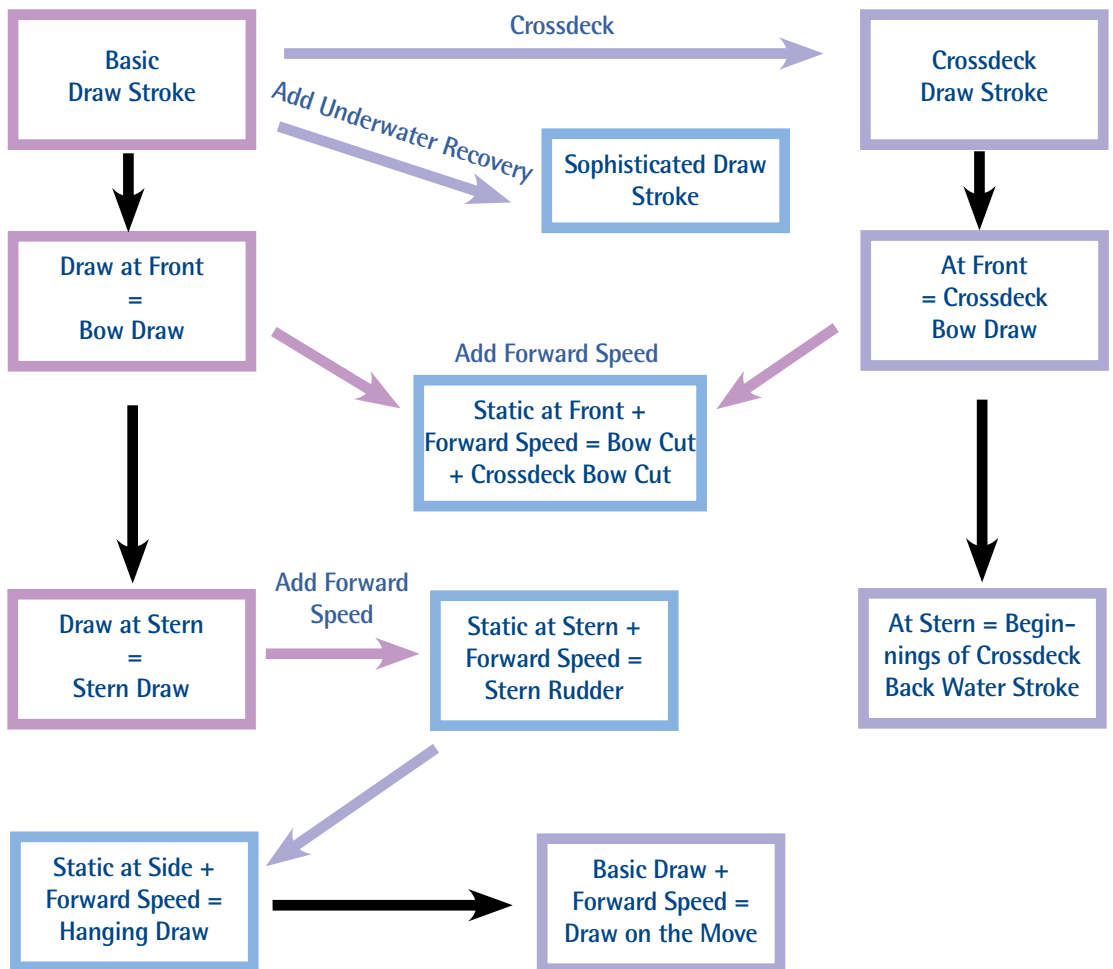 Basic
Draw Stroke
Crossdeck
Crossdeck
Draw Stroke
Add Underwater Recovery
Sophisticated Draw
Stroke
Draw at Front
=
Bow Draw
At Front
= Crossdeck
Bow Draw
Add Forward Speed
Static at Front +
Forward Speed = Bow Cut
+ Crossdeck Bow Cut
Draw at Stern
=
Stern Draw
Add Forward
Speed
Static at Stern +
Forward Speed =
Stern Rudder
At Stern = Begin-
nings of Crossdeck
Back Water Stroke
Static at Side +
Forward Speed =
Hanging Draw
Basic Draw +
Forward Speed =
Draw on the Move